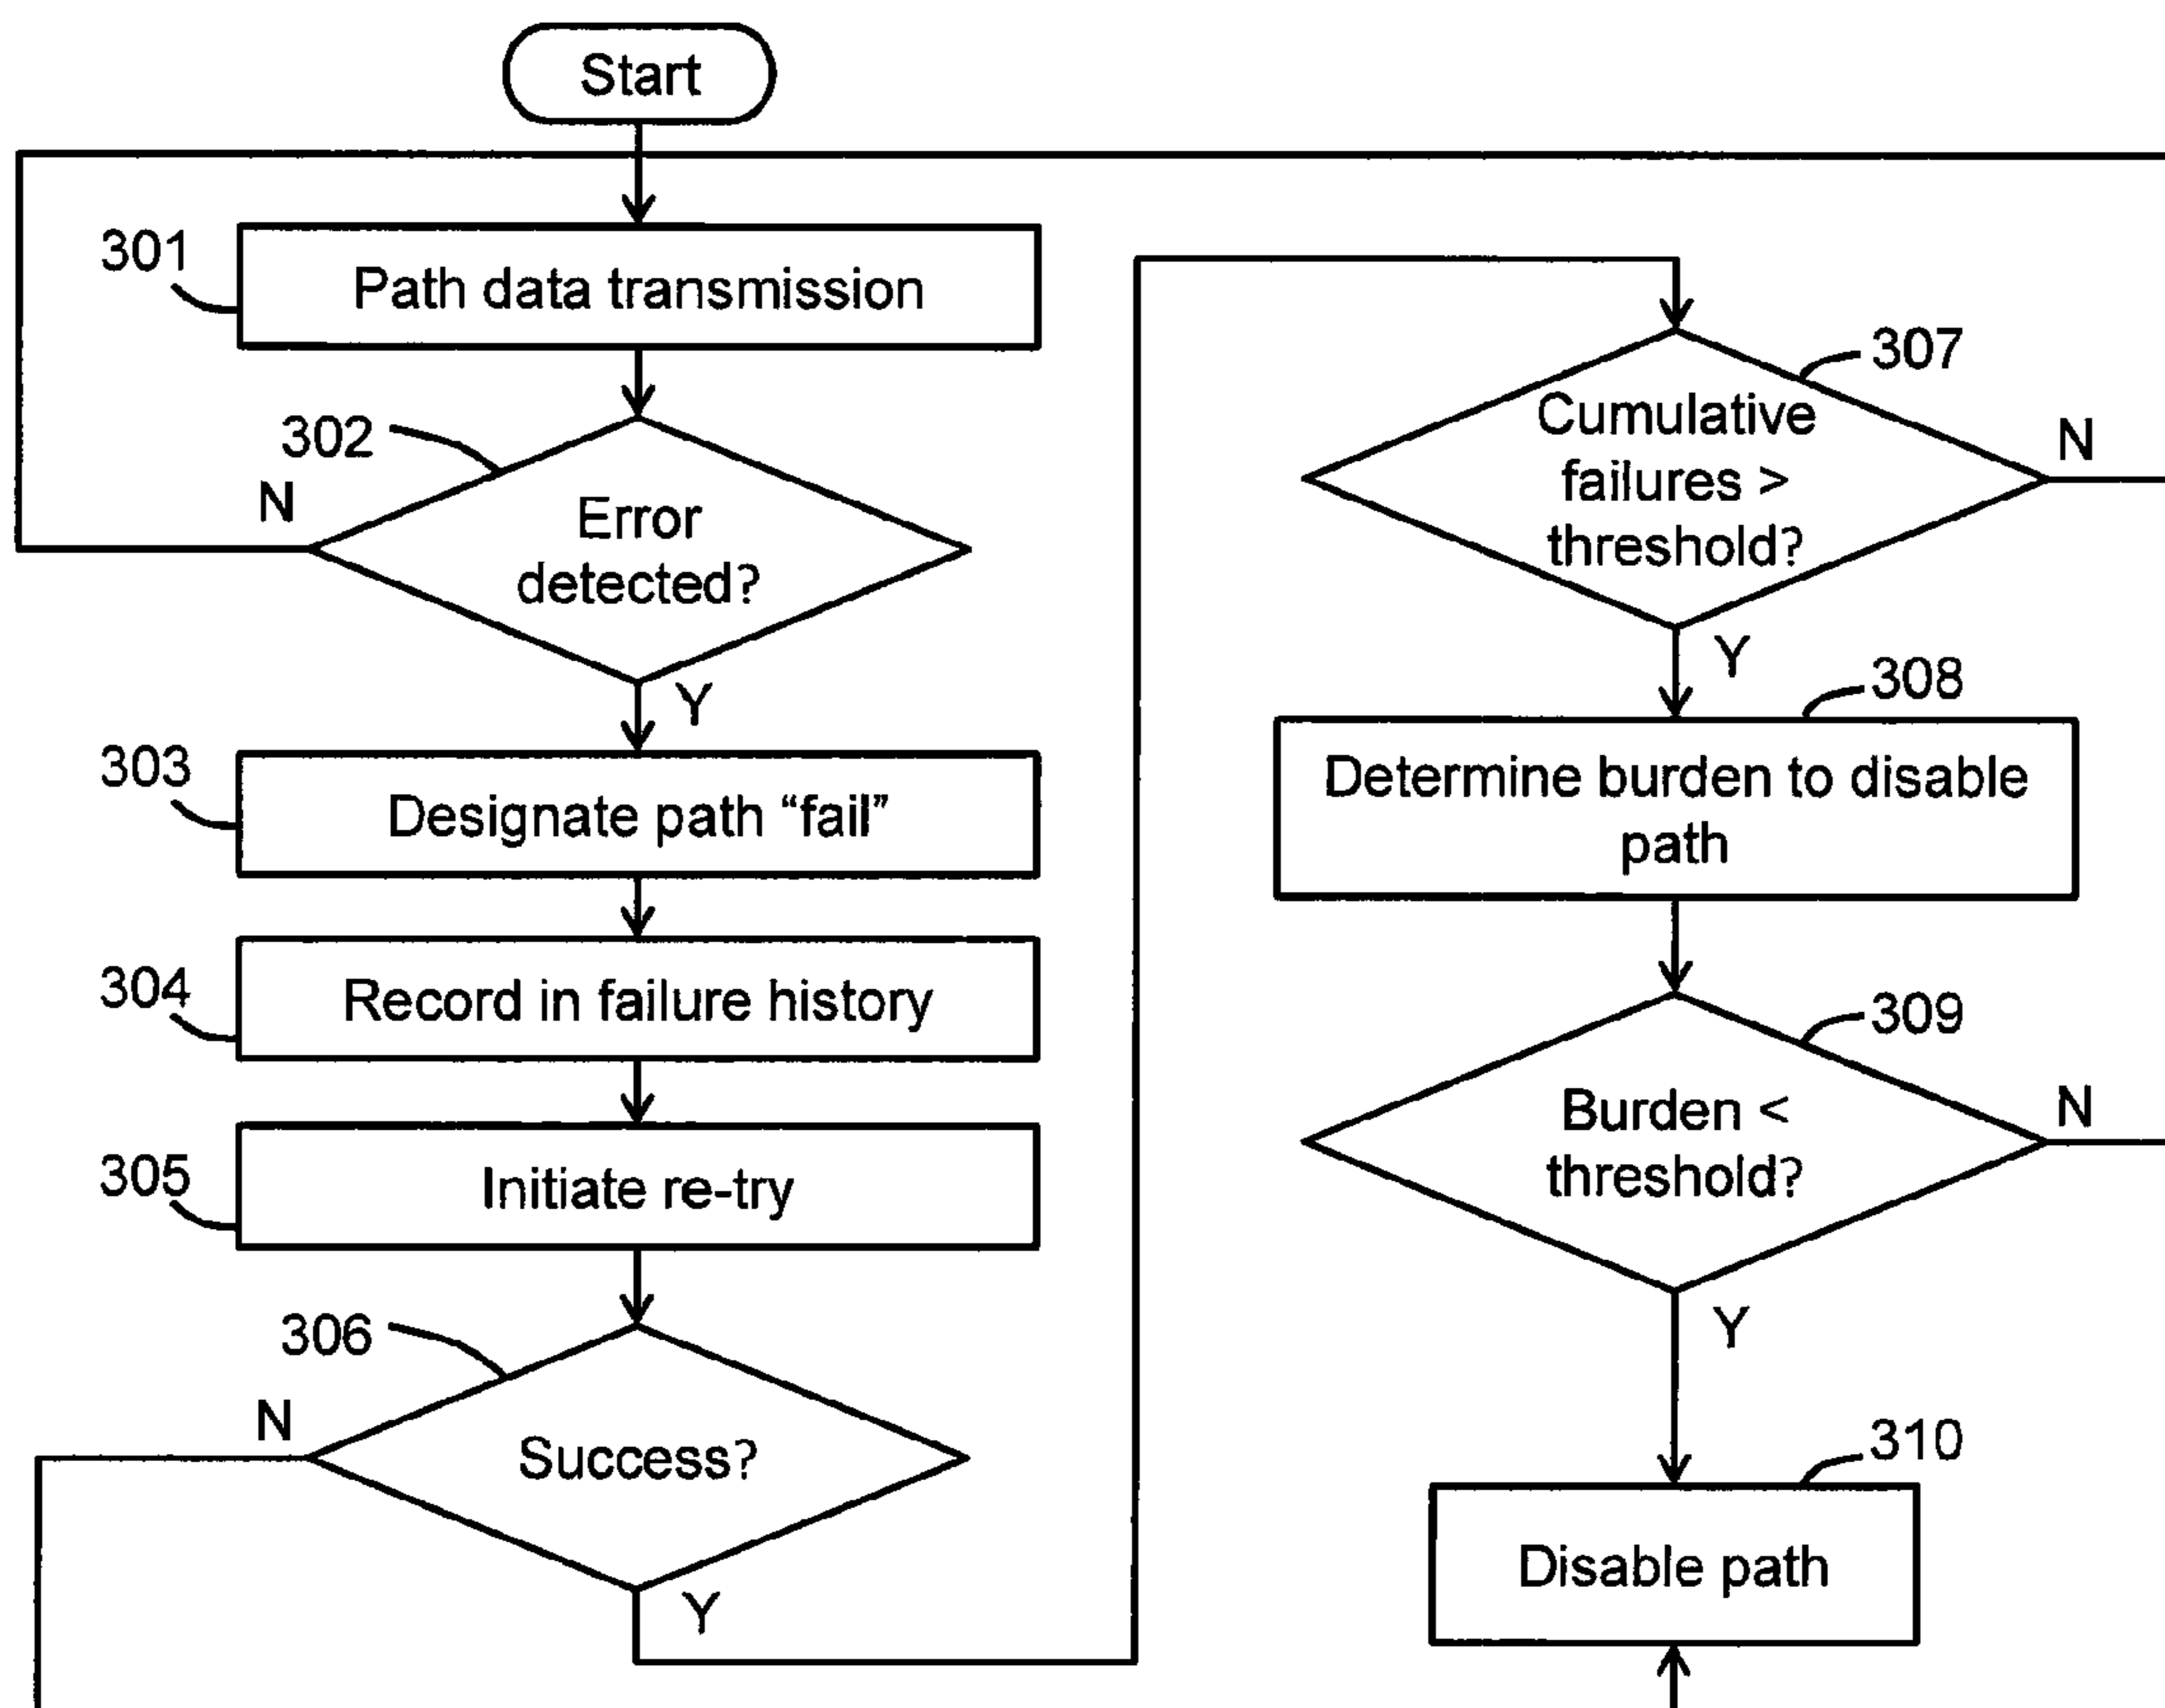 Start
301
Path data transmission
302
N
Error
detected?
Y
303
Designate path “fail”
304
Record in failure history
305
Initiate re-try
306
N
Success?
Y
307
Cumulative
failures >
threshold?
N
Y
308
Determine burden to disable
path
309
Burden <
threshold?
N
Y
310
Disable path